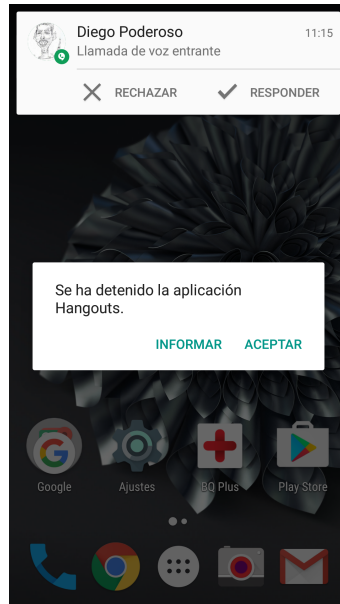 Diego Poderoso 11:15
Llamada de voz entrante
RECHAZAR RESPONDER
Se ha detenido la aplicación
Hangouts.
INFORMAR ACEPTAR
Google Ajustes BQ Plus Play Store